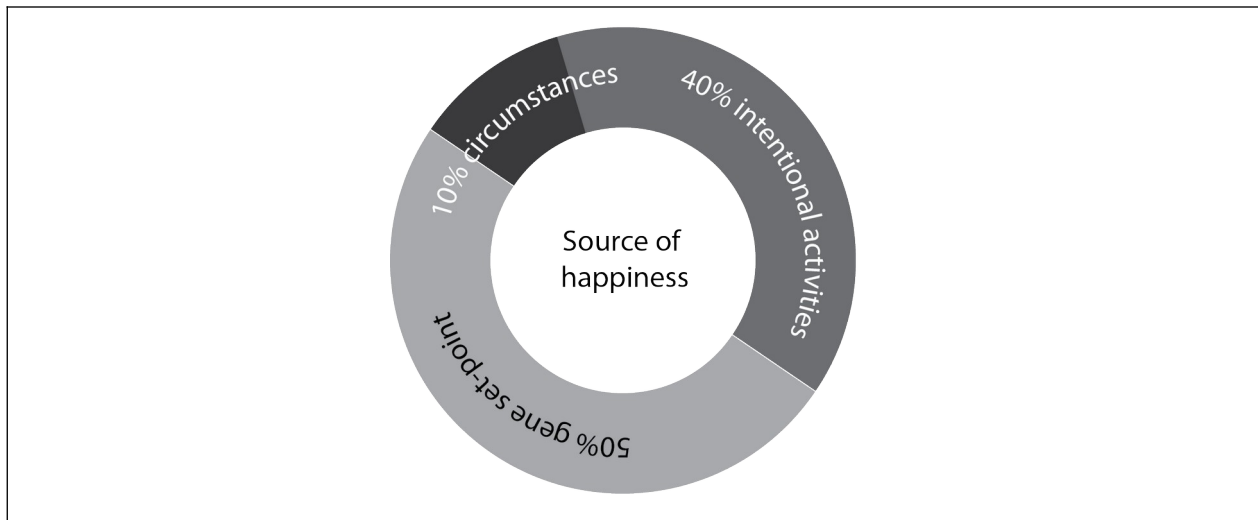 10% circumstances
40% intentional activities
Source of
happiness
50% gene set-point